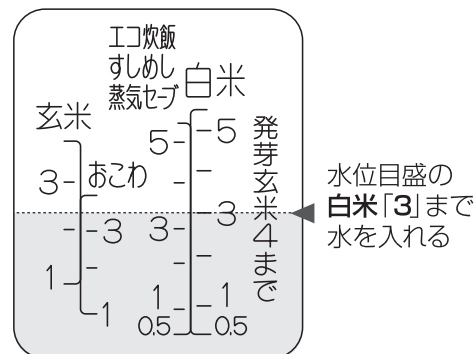 エコ炊飯
すしめし
蒸気セーブ
白米
玄米
おこわ
5
5
3
3
3
3
1
1
1
1
0.5
0.5
発芽玄米4まで
水位目盛の
白米「3」まで
水を入れる